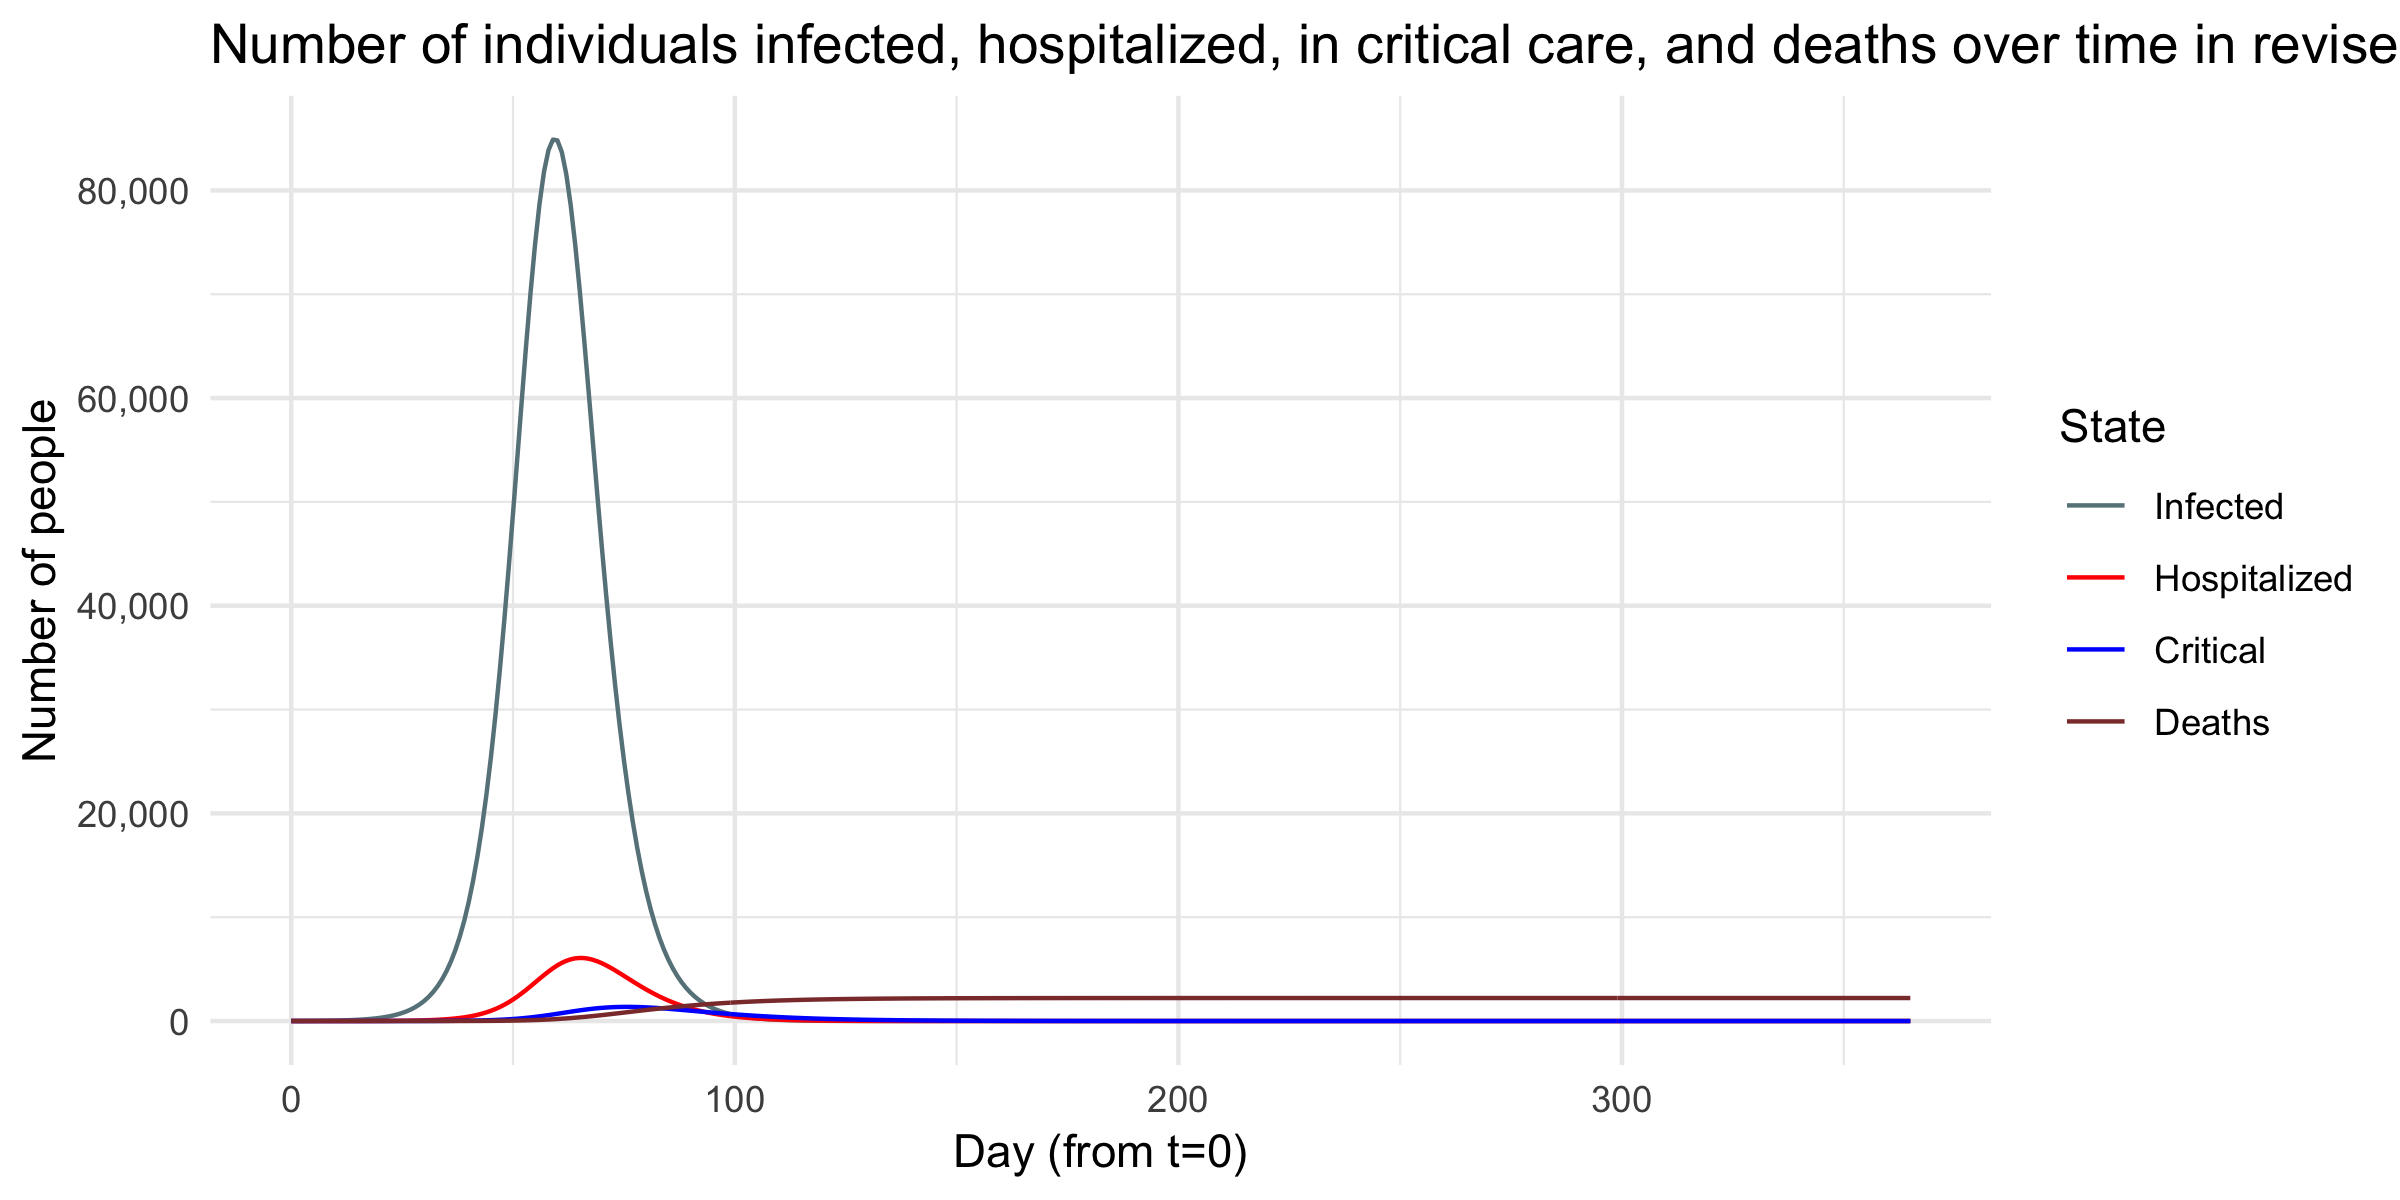 Number of individuals infected, hospitalized, in critical care, and deaths over time in revise
Number of people
80,000
60,000
40,000
20,000
0
0 100 200 300
Day (from t=0)
State
Infected
Hospitalized
Critical
Deaths